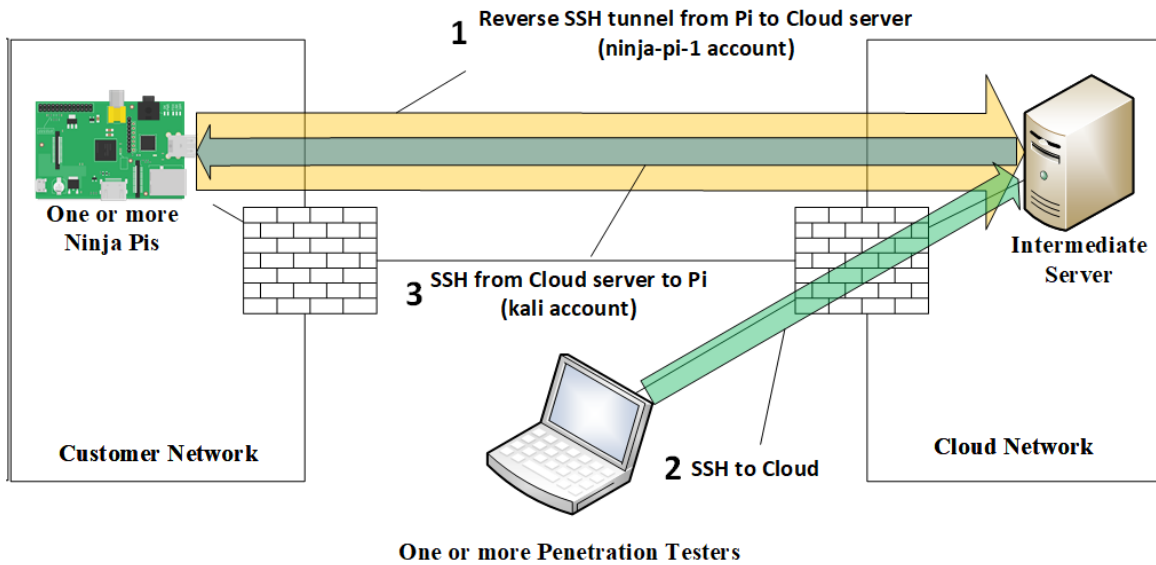 1 Reverse SSH tunnel from Pi to Cloud server
(ninja-pi-1 account)
One or more
Ninja Pis
Intermediate
Server
3 SSH from Cloud server to Pi
(kali account)
Customer Network
Cloud Network
2 SSH to Cloud
One or more Penetration Testers